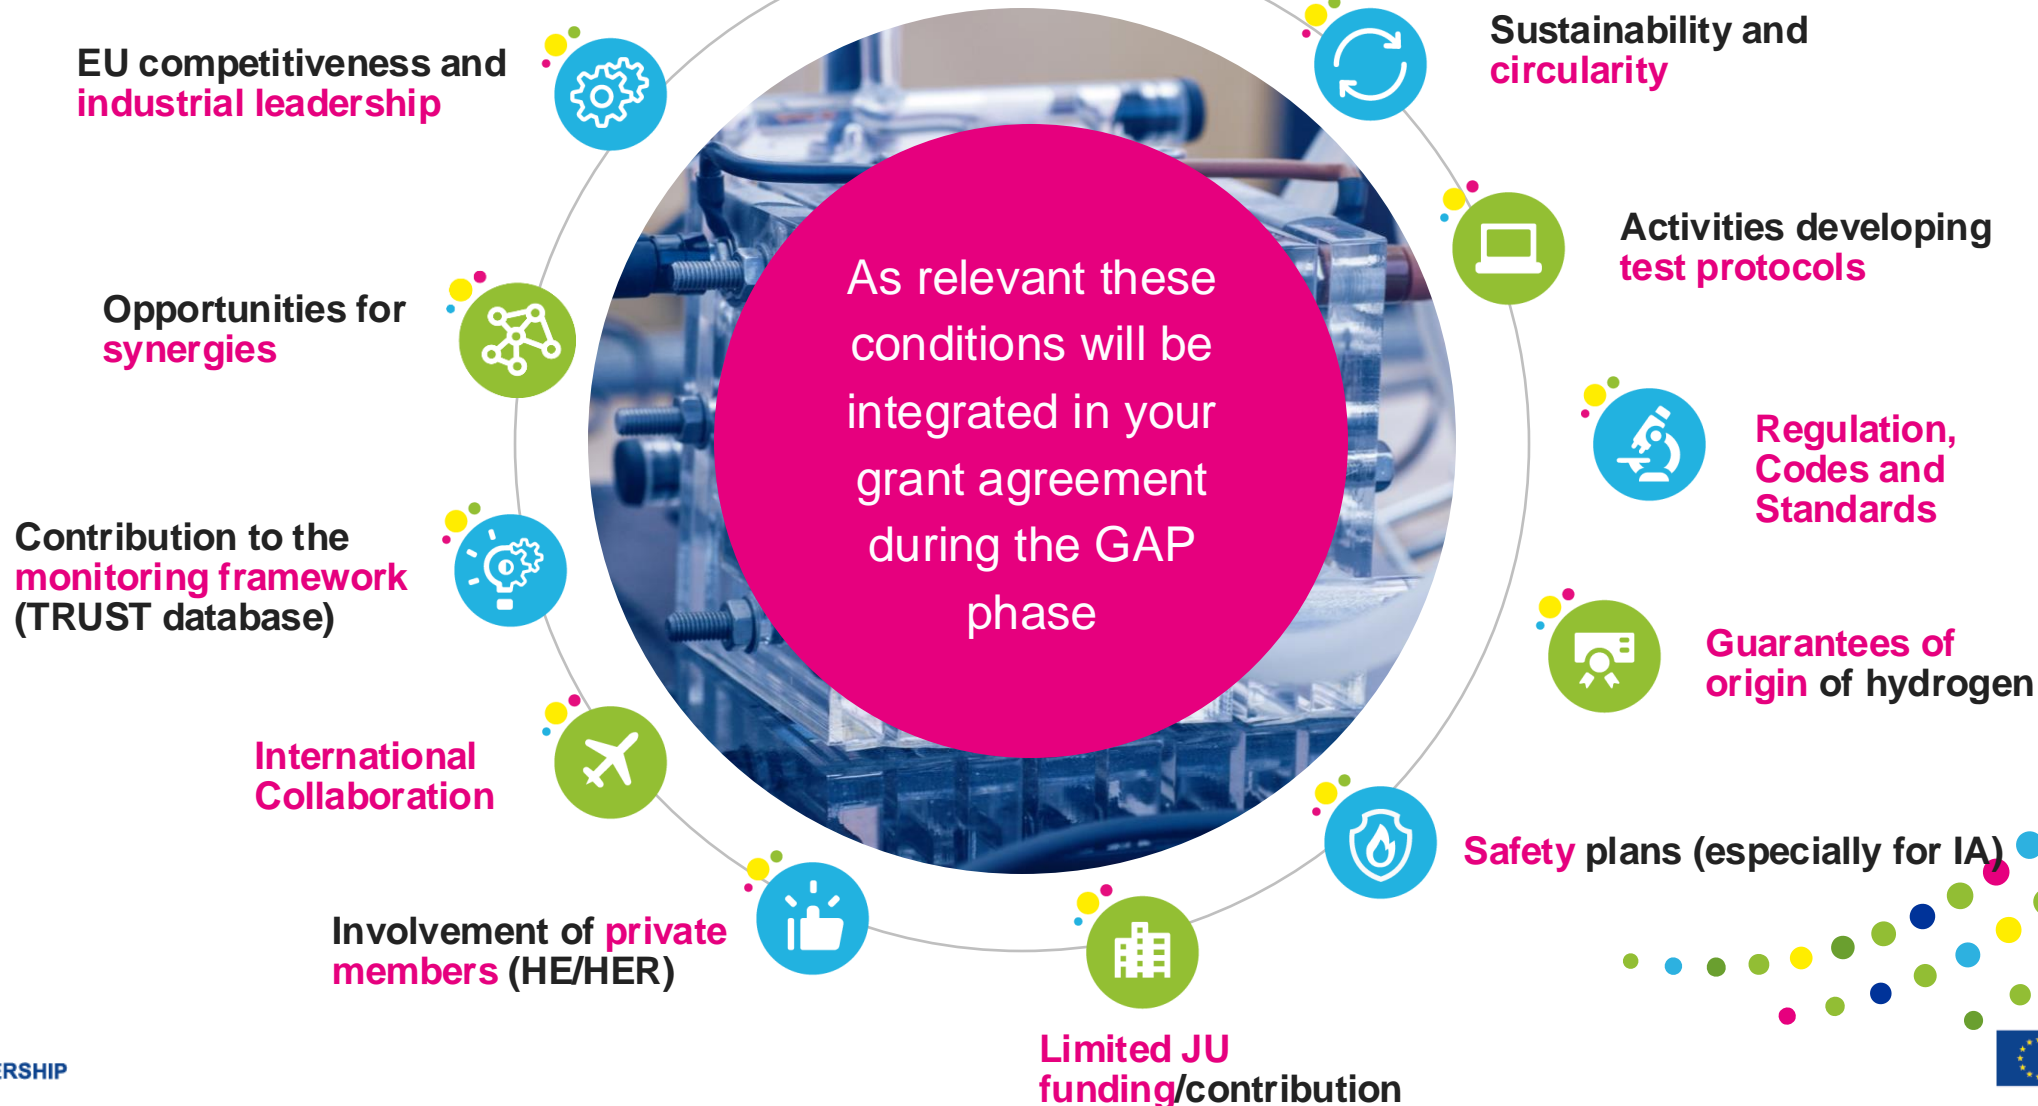 EU competitiveness and
industrial leadership
Sustainability and
circularity
Activities developing
test protocols
Opportunities for
synergies
As relevant these
conditions will be
integrated in your
grant agreement
during the GAP
phase
Regulation,
Codes and
Standards
Contribution to the
monitoring framework
(TRUST database)
Guarantees of
origin of hydrogen
International
Collaboration
Safety plans (especially for IA)
Involvement of private
members (HE/HER)
Limited JU
funding/contribution
ERSHIP